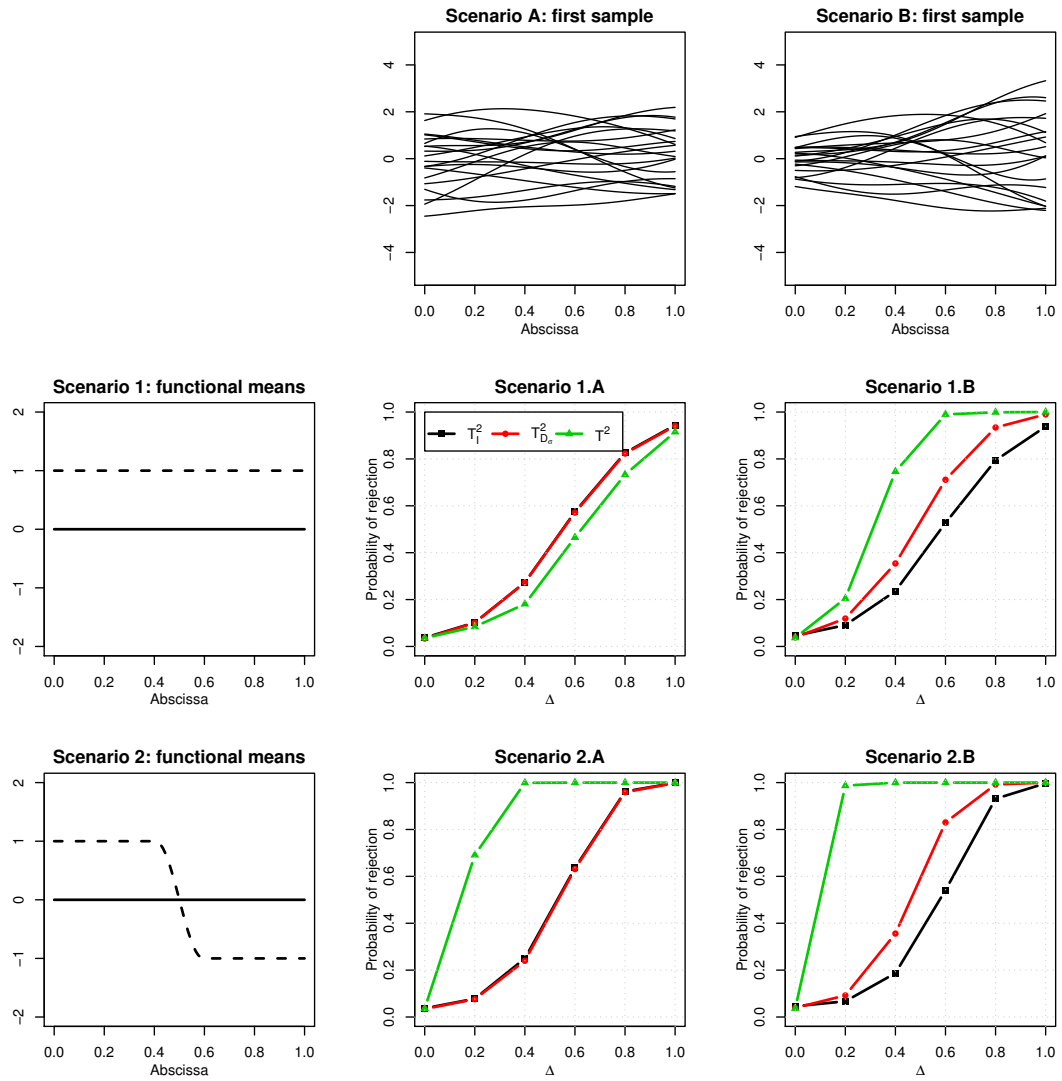 Scenario A: first sample
4
2
0
−2
−4
0.0 0.2 0.4 0.6 0.8 1.0
Abscissa
Scenario B: first sample
4
2
0
−2
−4
0.0 0.2 0.4 0.6 0.8 1.0
Abscissa
Scenario 1: functional means
2
1
0
−1
−2
0.0 0.2 0.4 0.6 0.8 1.0
Abscissa
Scenario 1.A
Probability of rejection
1.0
0.8
0.6
0.4
0.2
0.0
T²_I T²_{D_σ} T²
0.0 0.2 0.4 0.6 0.8 1.0
Δ
Scenario 1.B
Probability of rejection
1.0
0.8
0.6
0.4
0.2
0.0
0.0 0.2 0.4 0.6 0.8 1.0
Δ
Scenario 2: functional means
2
1
0
−1
−2
0.0 0.2 0.4 0.6 0.8 1.0
Abscissa
Scenario 2.A
Probability of rejection
1.0
0.8
0.6
0.4
0.2
0.0
0.0 0.2 0.4 0.6 0.8 1.0
Δ
Scenario 2.B
Probability of rejection
1.0
0.8
0.6
0.4
0.2
0.0
0.0 0.2 0.4 0.6 0.8 1.0
Δ